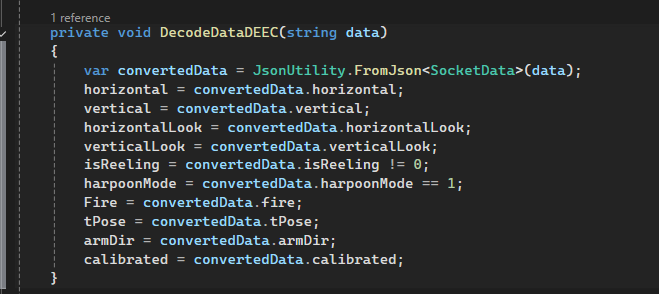 1 reference
private void DecodeDataDEEC(string data)
{
var convertedData = JsonUtility.FromJson<SocketData>(data);
horizontal = convertedData.horizontal;
vertical = convertedData.vertical;
horizontalLook = convertedData.horizontalLook;
verticalLook = convertedData.verticalLook;
isReeling = convertedData.isReeling != 0;
harpoonMode = convertedData.harpoonMode == 1;
Fire = convertedData.fire;
tPose = convertedData.tPose;
armDir = convertedData.armDir;
calibrated = convertedData.calibrated;
}